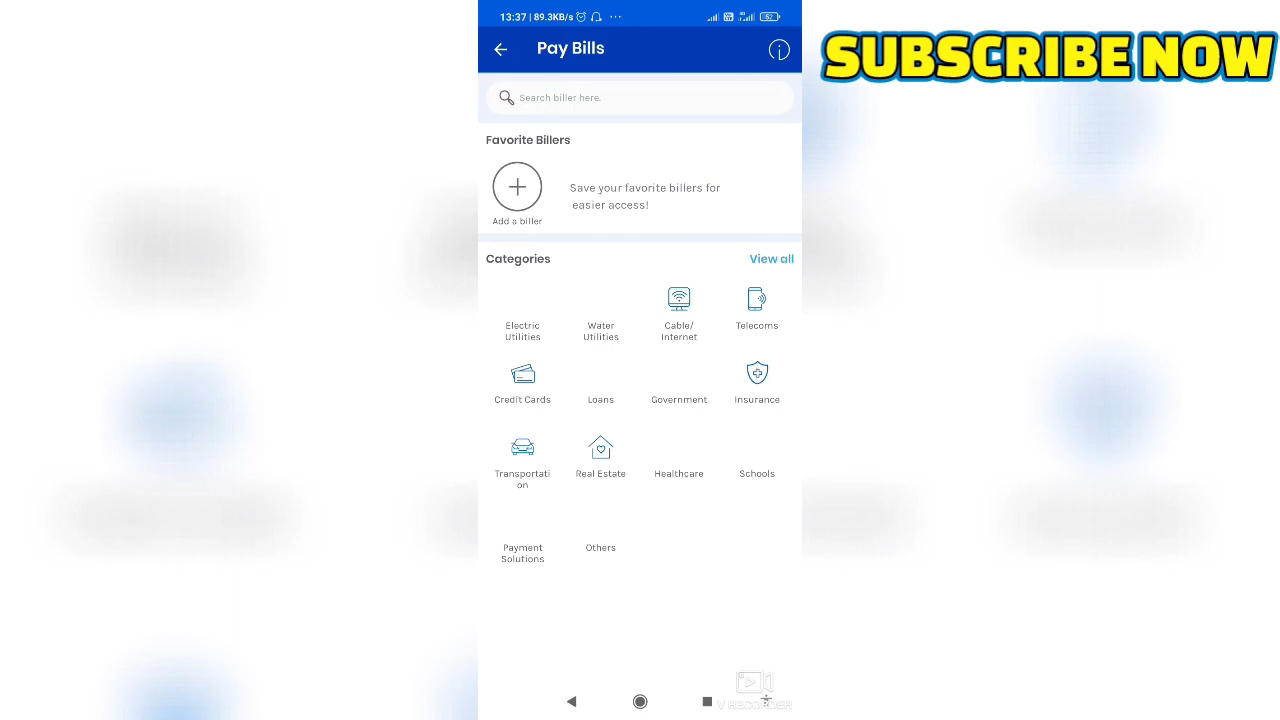 13:37 | 89.3KB/s ...
SUBSCRIBE NOW
Pay Bills
Search biller here.
Favorite Billers
Save your favorite billers for
easier access!
Add a biller
Categories
View all
Electric
Utilities
Water
Utilities
Cable/
Internet
Telecoms
Credit Cards
Loans
Government
Insurance
Transportati
on
Real Estate
Healthcare
Schools
Payment
Solutions
Others
V RECORDER